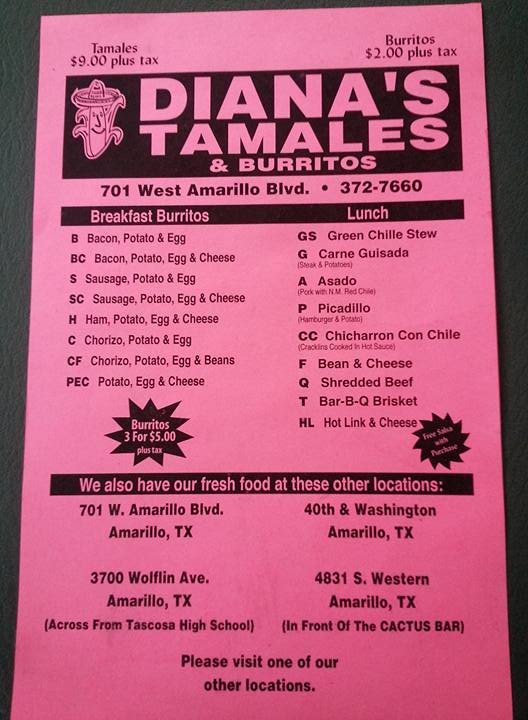 Tamales
$9.00 plus tax
Burritos
$2.00 plus tax
DIANA'S
TAMALES
& BURRITOS
701 West Amarillo Blvd. • 372-7660
Breakfast Burritos
B Bacon, Potato & Egg
BC Bacon, Potato, Egg & Cheese
S Sausage, Potato & Egg
SC Sausage, Potato, Egg & Cheese
H Ham, Potato, Egg & Cheese
C Chorizo, Potato & Egg
CF Chorizo, Potato, Egg & Beans
PEC Potato, Egg & Cheese
Burritos
3 For $5.00
plus tax
Lunch
GS Green Chille Stew
G Carne Guisada
(Steak & Potatoes)
A Asado
(Pork with N.M. Red Chile)
P Picadillo
(Hamburger & Potato)
CC Chicharron Con Chile
(Cracklins Cooked In Hot Sauce)
F Bean & Cheese
Q Shredded Beef
T Bar-B-Q Brisket
HL Hot Link & Cheese
Free Salsa
with
Purchase
We also have our fresh food at these other locations:
701 W. Amarillo Blvd.
Amarillo, TX
40th & Washington
Amarillo, TX
3700 Wolflin Ave.
Amarillo, TX
(Across From Tascosa High School)
4831 S. Western
Amarillo, TX
(In Front Of The CACTUS BAR)
Please visit one of our
other locations.